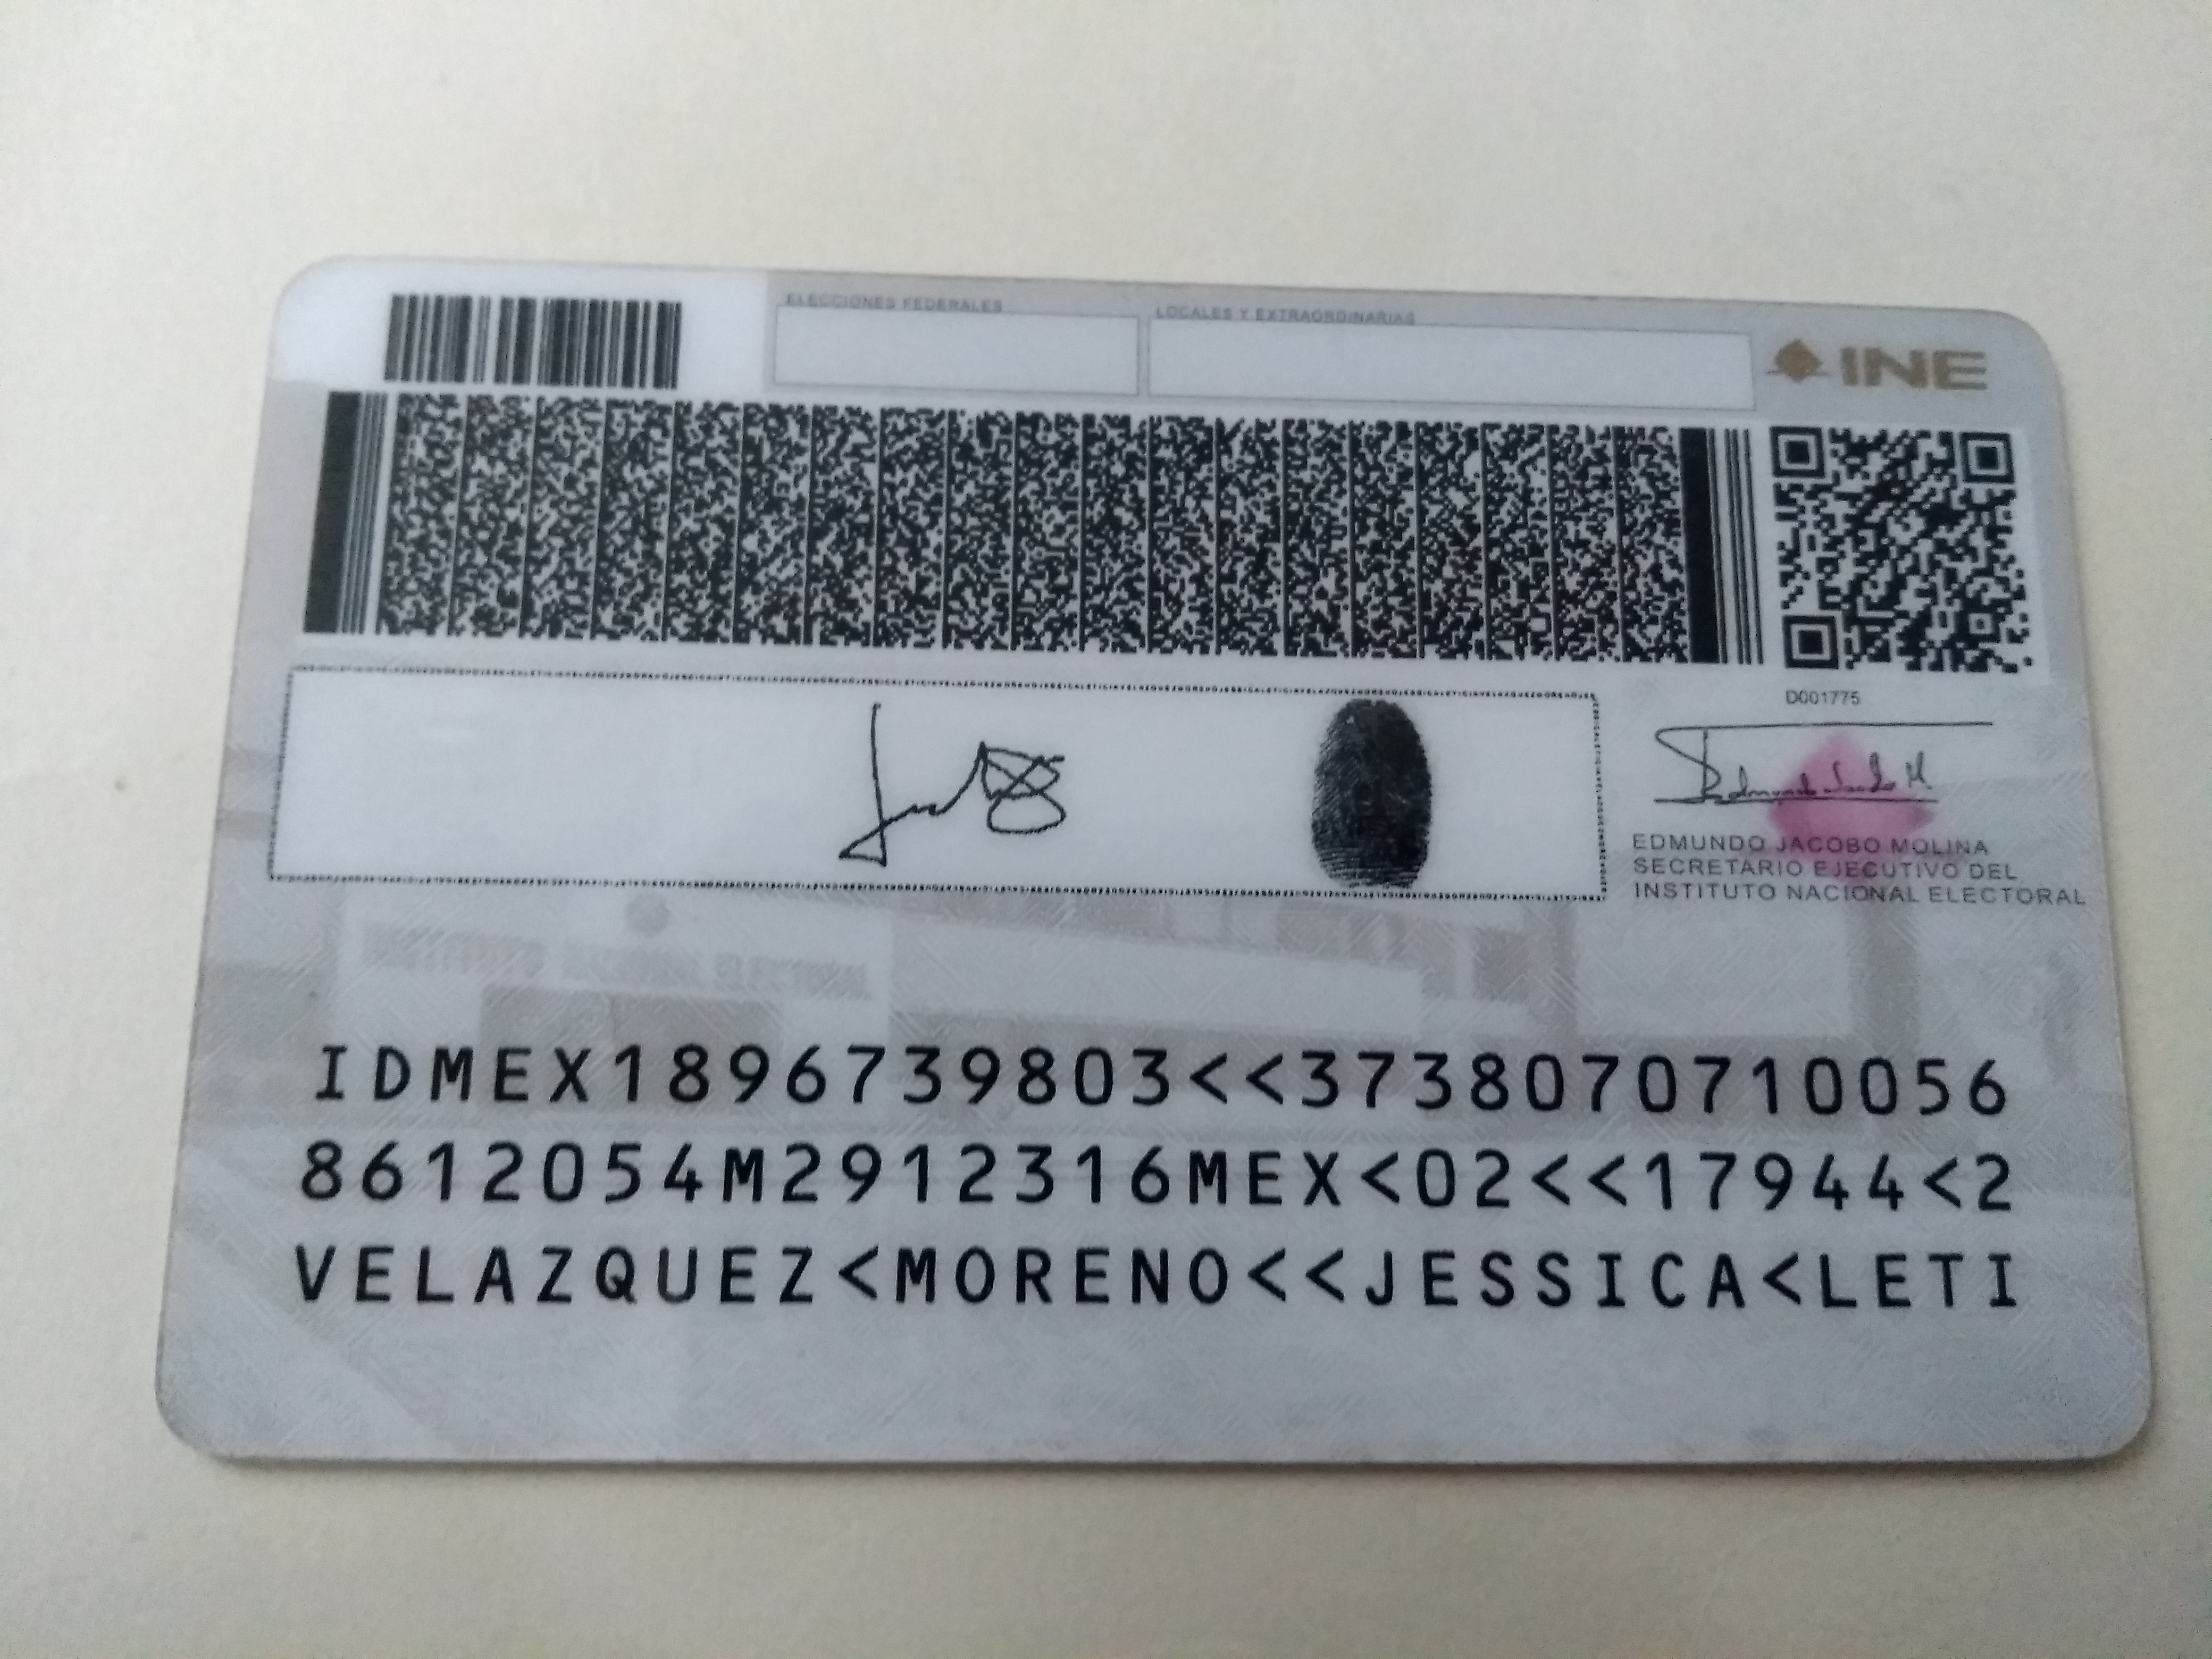 ELECCIONES FEDERALES
LOCALES Y EXTRAORDINARIAS
INE
D001775
EDMUNDO JACOBO MOLINA
SECRETARIO EJECUTIVO DEL
INSTITUTO NACIONAL ELECTORAL
IDMEX1896739803<<3738070710056
8612054M2912316MEX<02<<17944<2
VELAZQUEZ<MORENO<<JESSICA<LETI